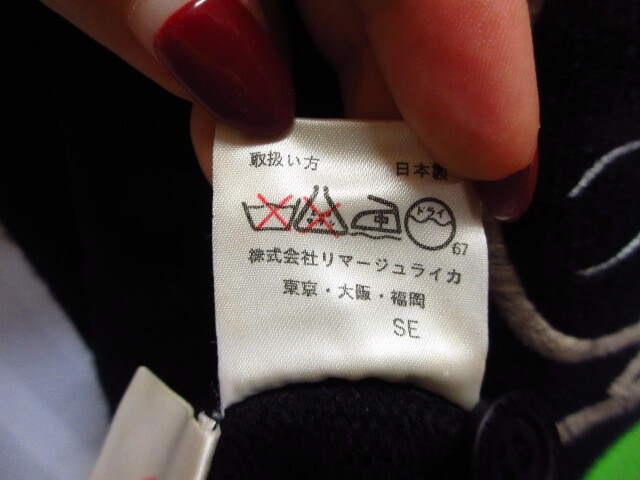 取扱い方 日本製
中 ドライ
67
株式会社リマージュライカ
東京・大阪・福岡
SE